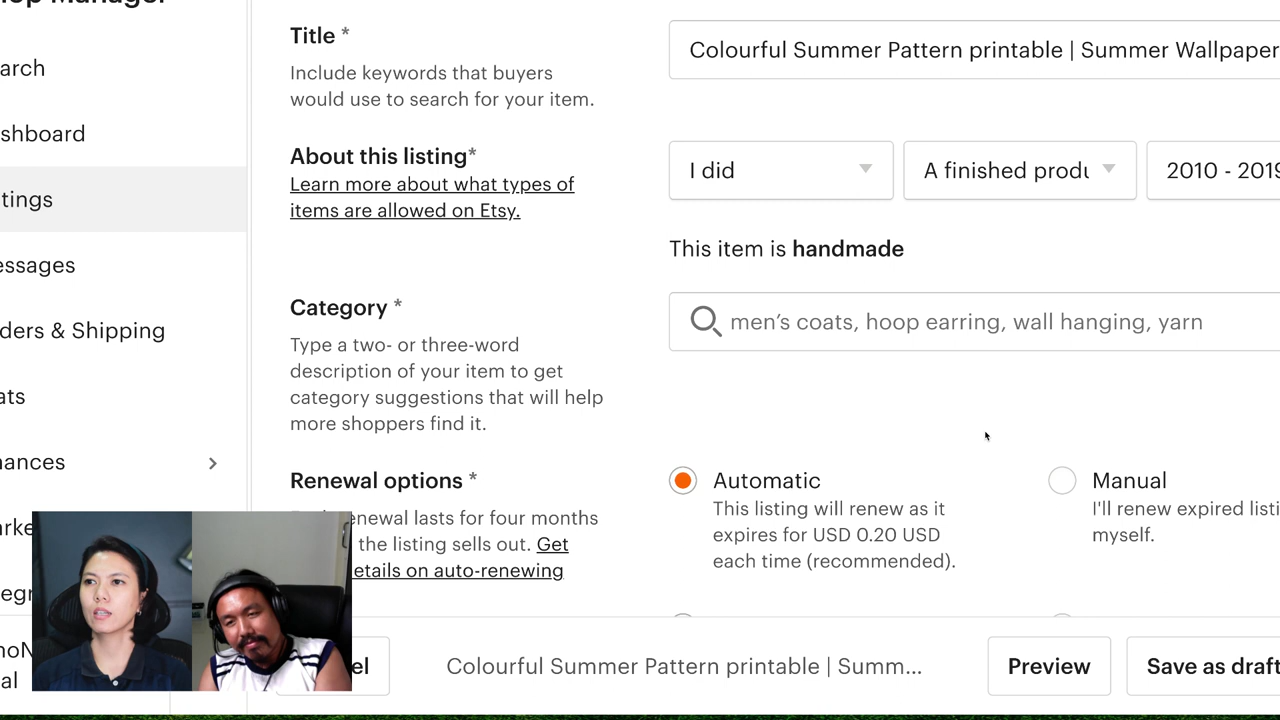 Manager
Title *
Include keywords that buyers
would use to search for your item.
Colourful Summer Pattern printable | Summer Wallpaper
arch
shboard
tings
essages
ders & Shipping
ats
nances
arke
egr
noN
al
About this listing*
Learn more about what types of
items are allowed on Etsy.
I did
A finished produ
2010 - 2019
This item is handmade
Category *
Type a two- or three-word
description of your item to get
category suggestions that will help
more shoppers find it.
men's coats, hoop earring, wall hanging, yarn
Renewal options *
enewal lasts for four months
the listing sells out. Get
etails on auto-renewing
Automatic
This listing will renew as it
expires for USD 0.20 USD
each time (recommended).
Manual
I'll renew expired listi
myself.
el
Colourful Summer Pattern printable | Summ...
Preview
Save as draft